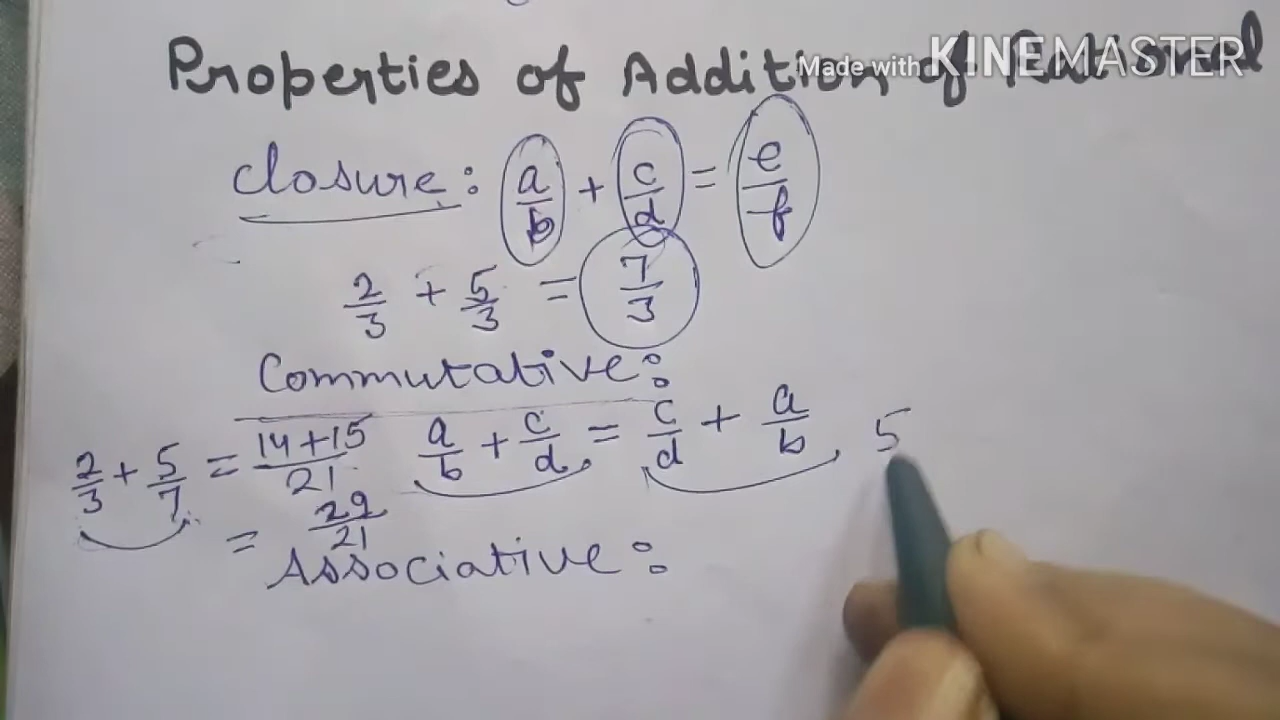 Properties of Addition of Rational
Made with KINEMASTER
closure: a/b + c/d = e/f
2/3 + 5/3 = 7/3
Commutative:
2/3 + 5/7 = 14+15/21 a/b + c/d = c/d + a/b 5
= 29/21
Associative: